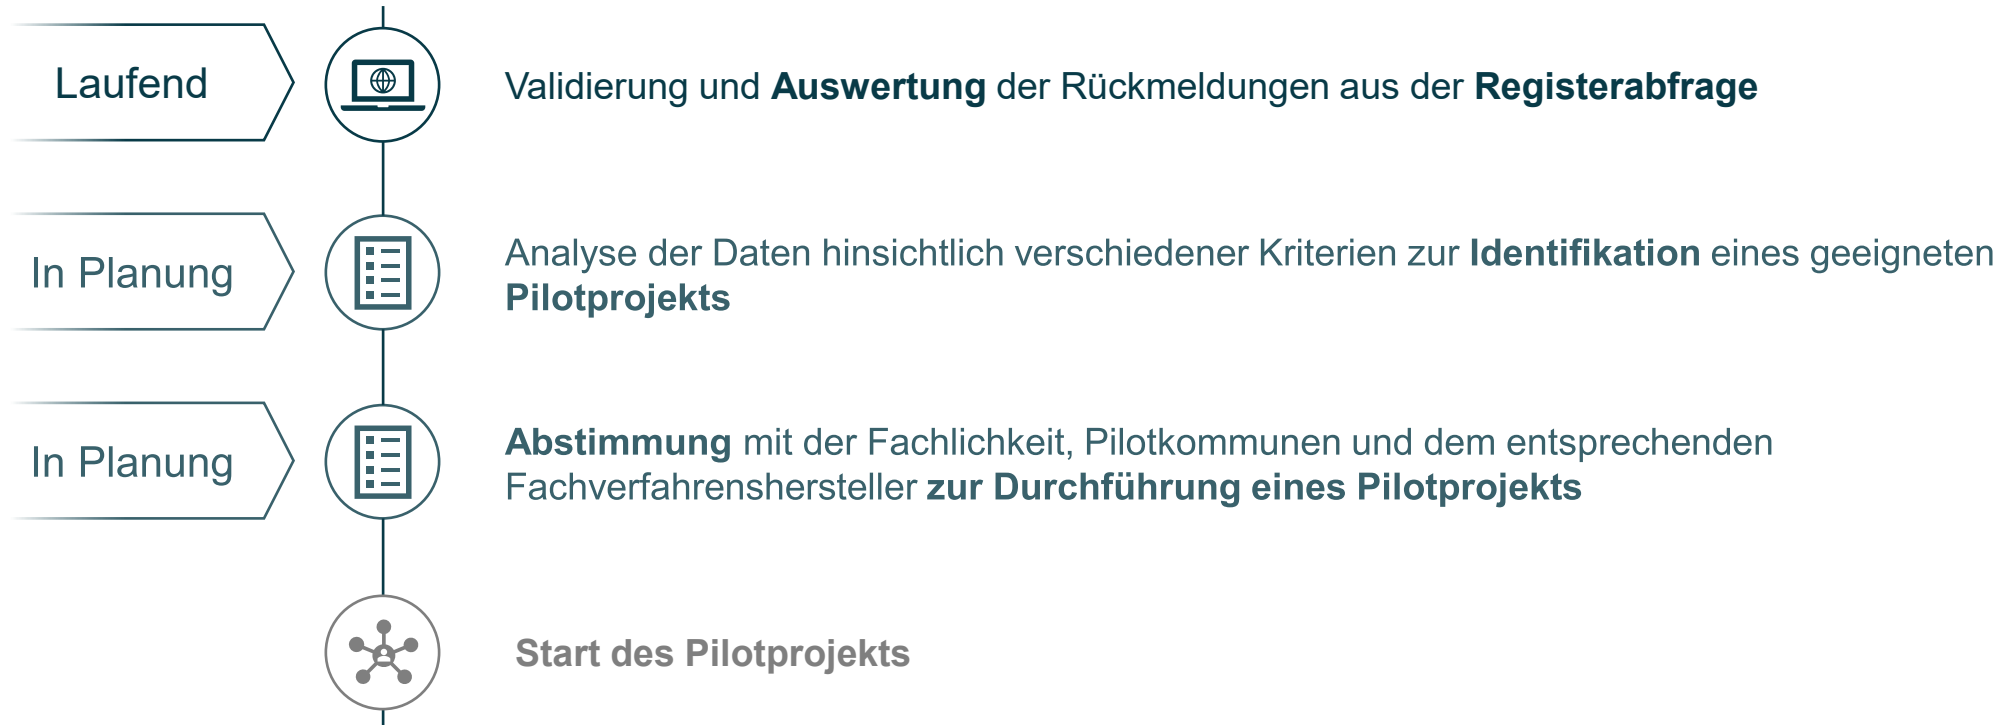 Laufend
Validierung und Auswertung der Rückmeldungen aus der Registerabfrage
In Planung
Analyse der Daten hinsichtlich verschiedener Kriterien zur Identifikation eines geeigneten
Pilotprojekts
In Planung
Abstimmung mit der Fachlichkeit, Pilotkommunen und dem entsprechenden
Fachverfahrenshersteller zur Durchführung eines Pilotprojekts
Start des Pilotprojekts